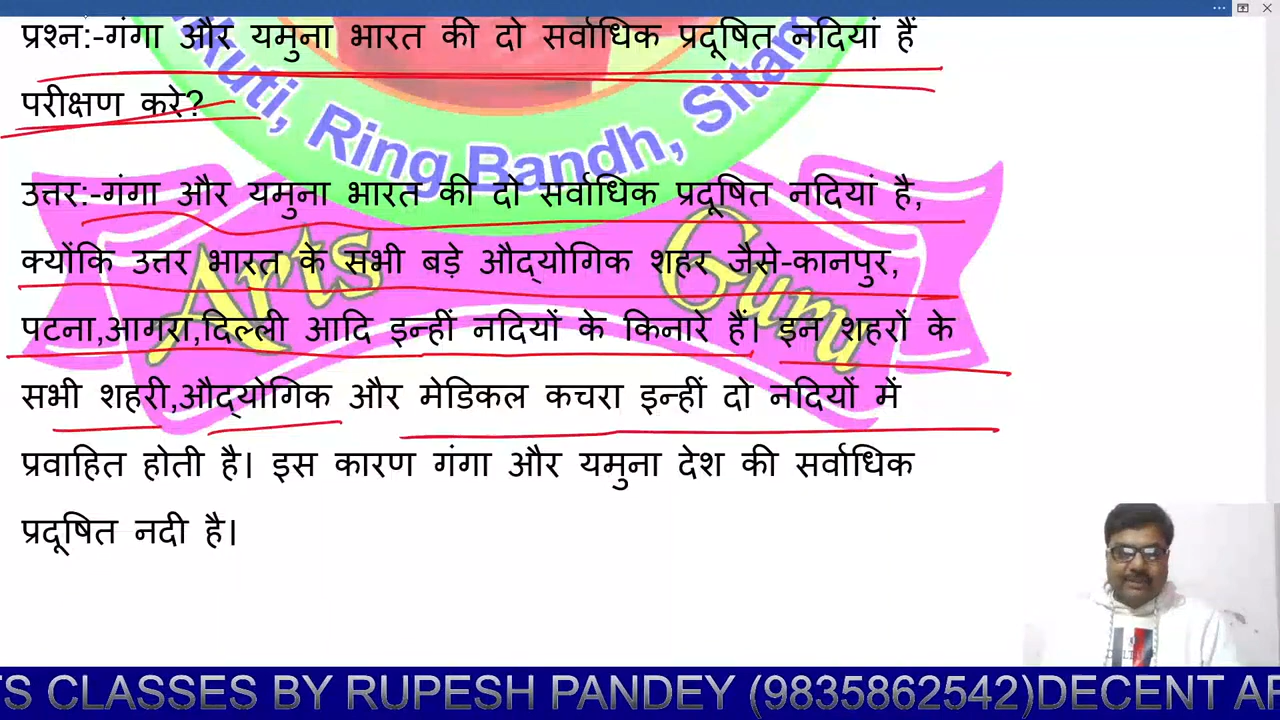 प्रश्न:-गंगा और यमुना भारत की दो सर्वाधिक प्रदूषित नदियां हैं
परीक्षण करे?
kuti, Ring Bandh, Sitam
उत्तर:-गंगा और यमुना भारत की दो सर्वाधिक प्रदूषित नदियां है,
क्योंकि उत्तर भारत के सभी बड़े औद्योगिक शहर जैसे-कानपुर,
पटना,आगरा,दिल्ली आदि इन्हीं नदियों के किनारे हैं। इन शहरों के
सभी शहरी,औद्योगिक और मेडिकल कचरा इन्हीं दो नदियों में
प्रवाहित होती है। इस कारण गंगा और यमुना देश की सर्वाधिक
प्रदूषित नदी है।
Arts Guru
TS CLASSES BY RUPESH PANDEY (9835862542)DECENT AR